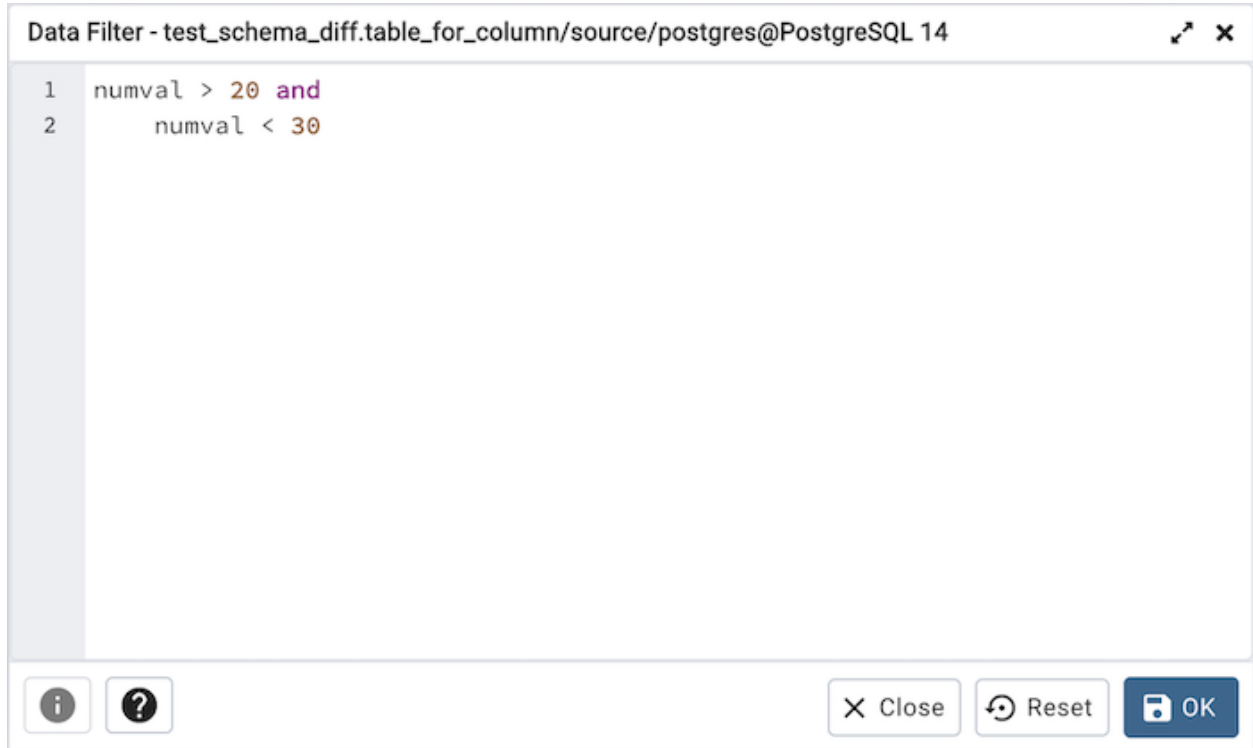 Data Filter - test_schema_diff.table_for_column/source/postgres@PostgreSQL 14
1 numval > 20 and
2     numval < 30
Close Reset OK